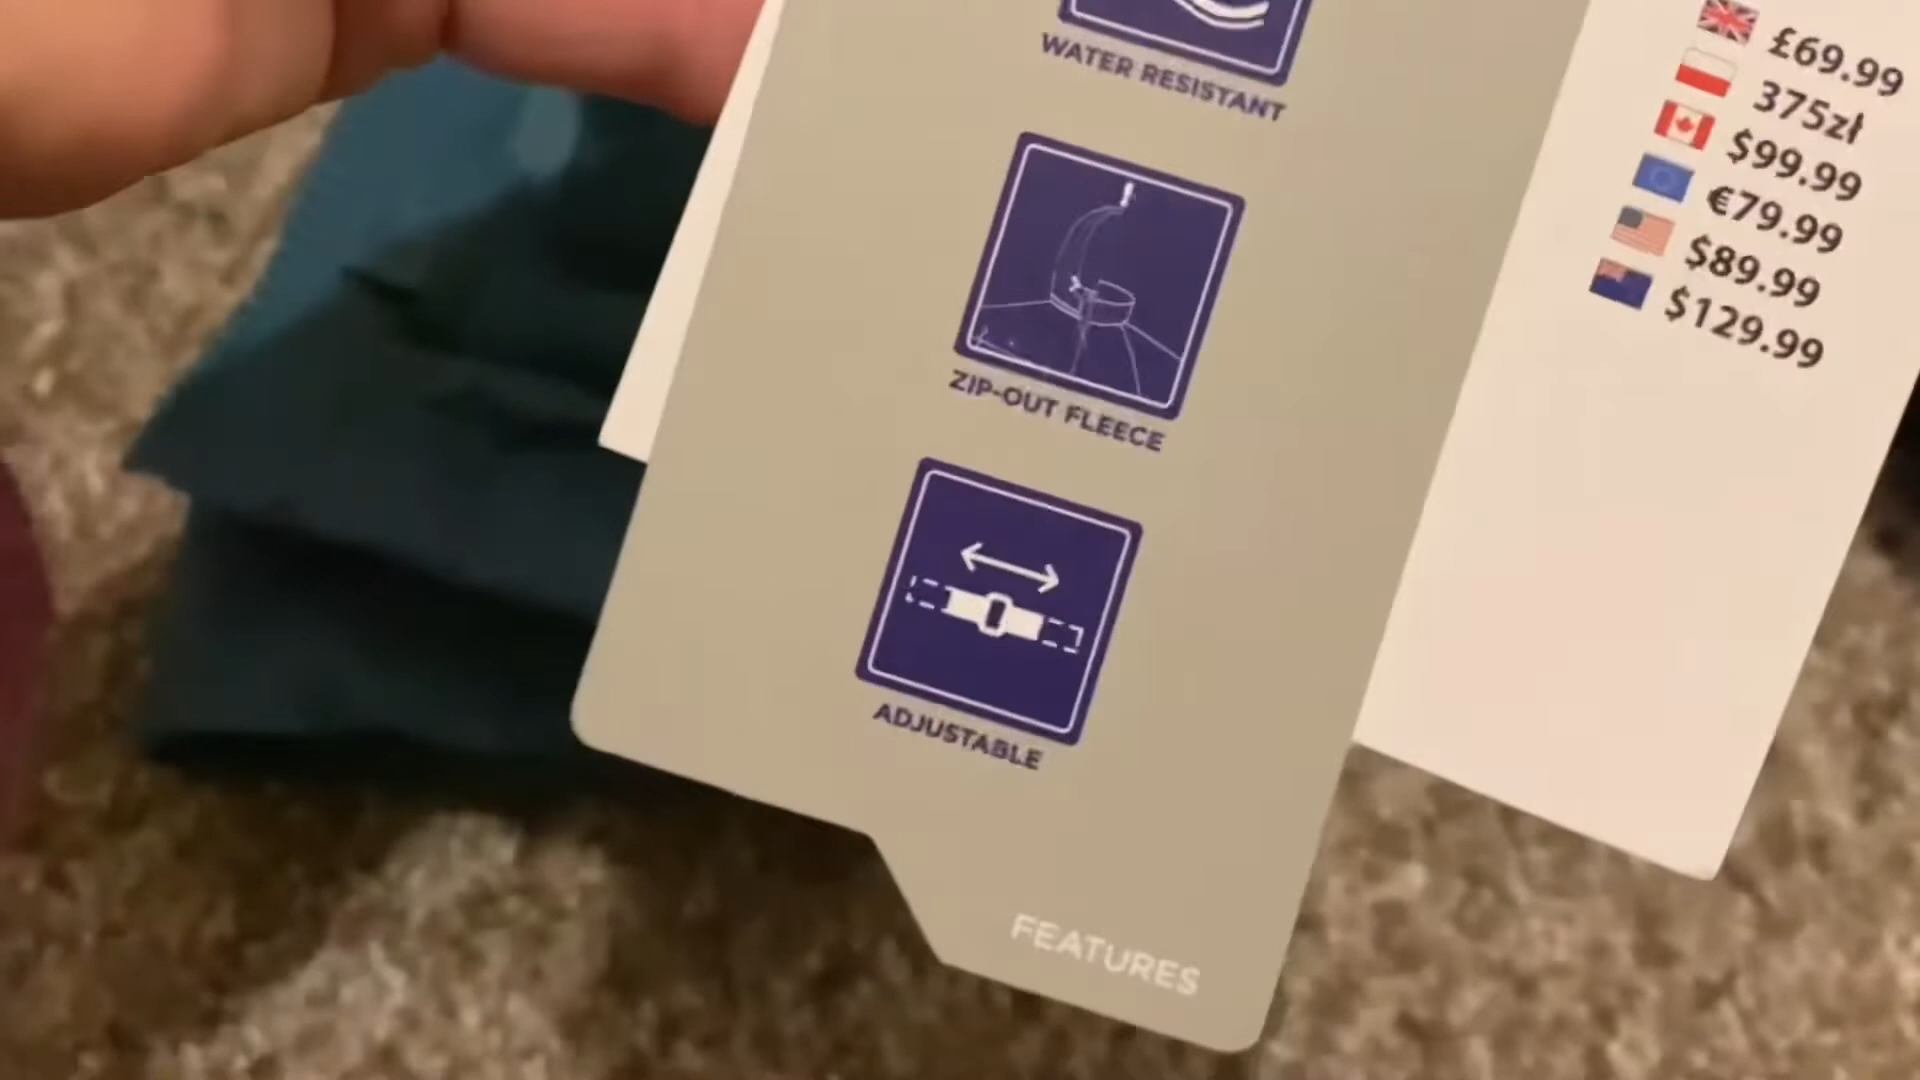 WATER RESISTANT
ZIP-OUT FLEECE
ADJUSTABLE
FEATURES
£69.99
375zł
$99.99
€79.99
$89.99
$129.99